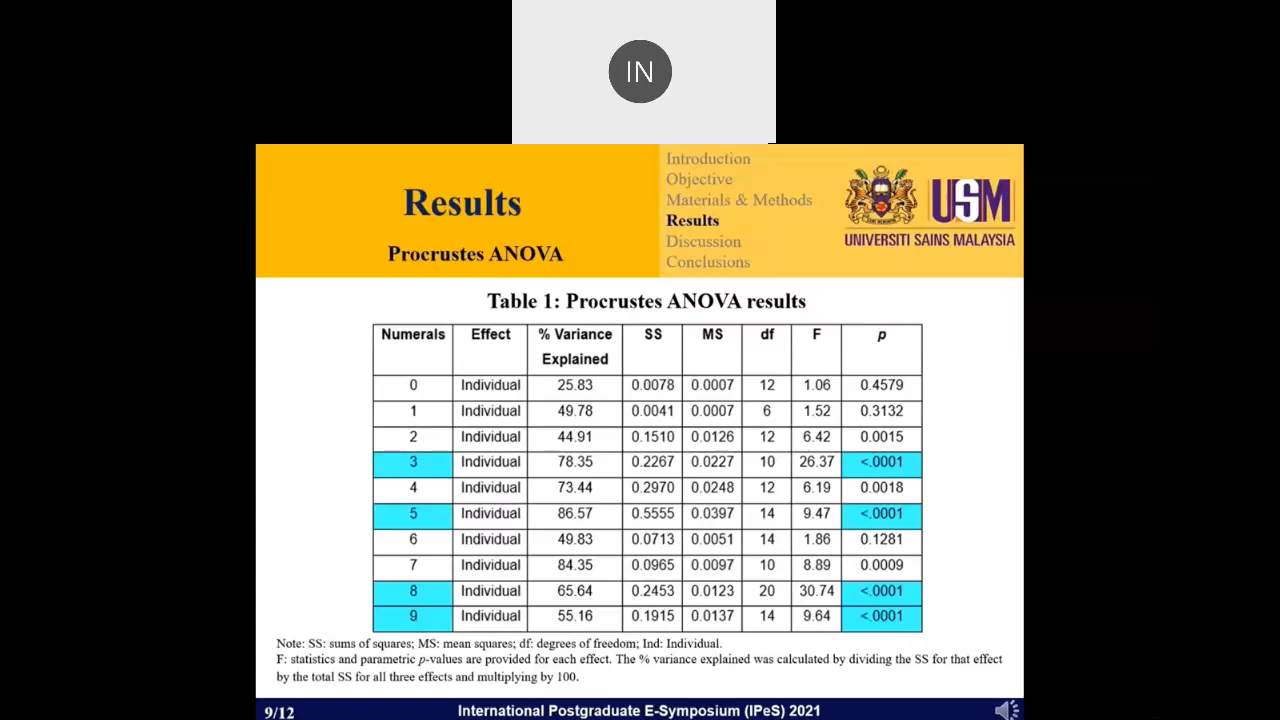 IN
Results
Procrustes ANOVA
Introduction
Objective
Materials & Methods
Results
Discussion
Conclusions
USM
UNIVERSITI SAINS MALAYSIA
Table 1: Procrustes ANOVA results
Numerals Effect % Variance Explained SS MS df F p
0 Individual 25.83 0.0078 0.0007 12 1.06 0.4579
1 Individual 49.78 0.0041 0.0007 6 1.52 0.3132
2 Individual 44.91 0.1510 0.0126 12 6.42 0.0015
3 Individual 78.35 0.2267 0.0227 10 26.37 <.0001
4 Individual 73.44 0.2970 0.0248 12 6.19 0.0018
5 Individual 86.57 0.5555 0.0397 14 9.47 <.0001
6 Individual 49.83 0.0713 0.0051 14 1.86 0.1281
7 Individual 84.35 0.0965 0.0097 10 8.89 0.0009
8 Individual 65.64 0.2453 0.0123 20 30.74 <.0001
9 Individual 55.16 0.1915 0.0137 14 9.64 <.0001
Note: SS: sums of squares; MS: mean squares; df: degrees of freedom; Ind: Individual.
F: statistics and parametric p-values are provided for each effect. The % variance explained was calculated by dividing the SS for that effect
by the total SS for all three effects and multiplying by 100.
9/12
International Postgraduate E-Symposium (IPeS) 2021